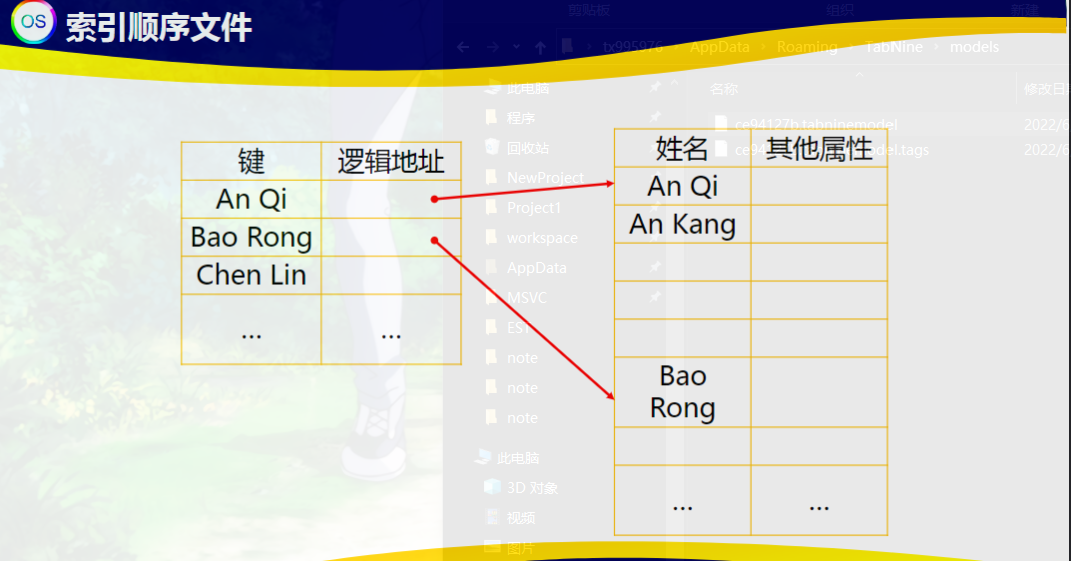 OS 索引顺序文件
剪贴板 组织 新建
tx995976 AppData Roaming TabNine models
此电脑 名称 修改日
程序 ce94127b.tabninemodel 2022/6
回收站 .tags 2022/6
NewProject
Project1
workspace
AppData
MSVC
note
note
note
此电脑
3D 对象
视频
图片
键 逻辑地址
An Qi
Bao Rong
Chen Lin
... ...
姓名 其他属性
An Qi
An Kang
Bao
Rong
... ...